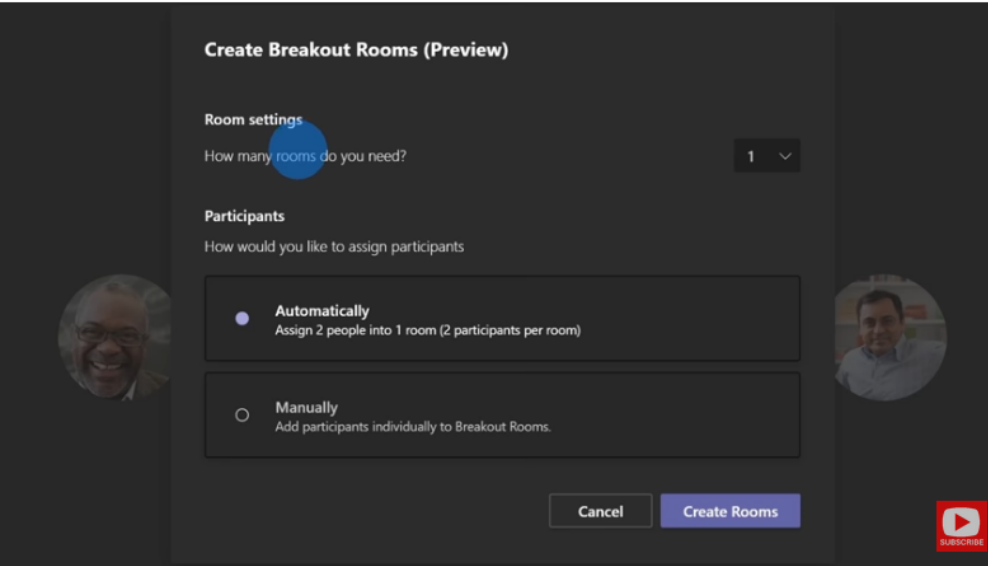 Create Breakout Rooms (Preview)
Room settings
How many rooms do you need?
1
Participants
How would you like to assign participants
Automatically
Assign 2 people into 1 room (2 participants per room)
Manually
Add participants individually to Breakout Rooms.
Cancel
Create Rooms
SUBSCRIBE